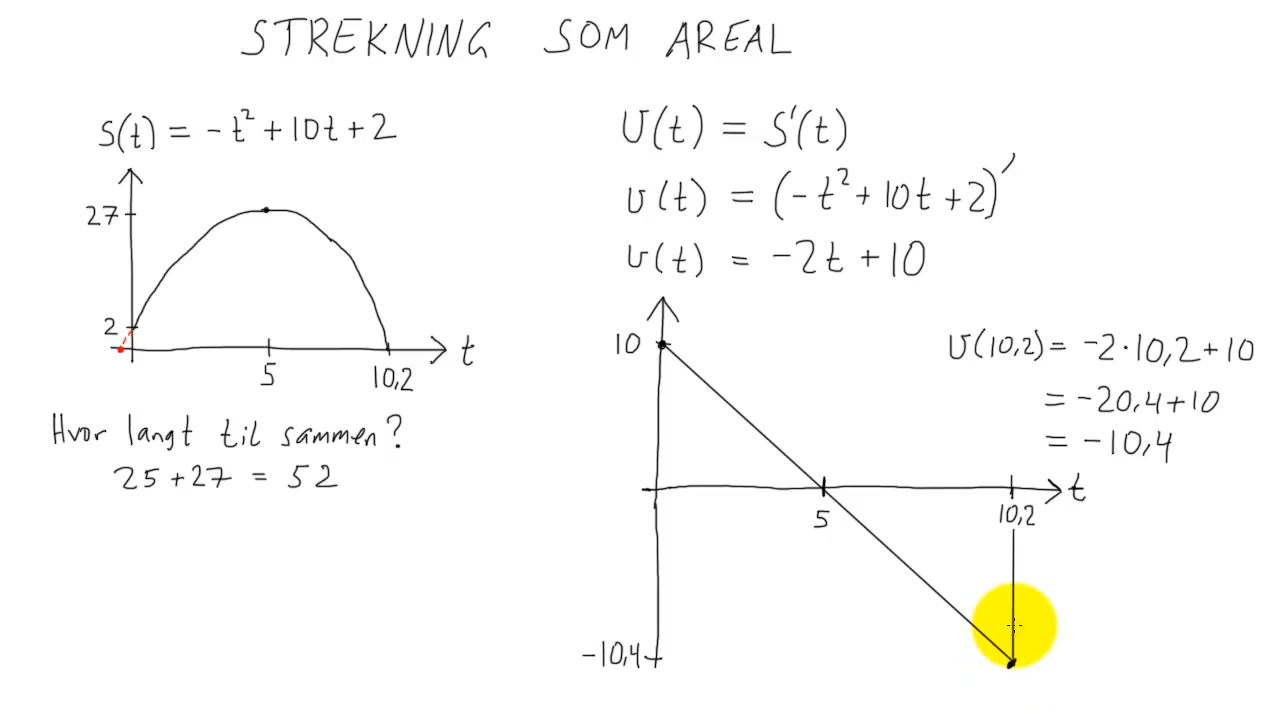 STREKNING SOM AREAL
S(t) = -t² + 10t + 2
27
2
5
10,2
t
Hvor langt til sammen?
25 + 27 = 52
V(t) = S'(t)
v(t) = (-t² + 10t + 2)'
v(t) = -2t + 10
10
5
10,2
t
-10,4
V(10,2) = -2·10,2 + 10
= -20,4 + 10
= -10,4